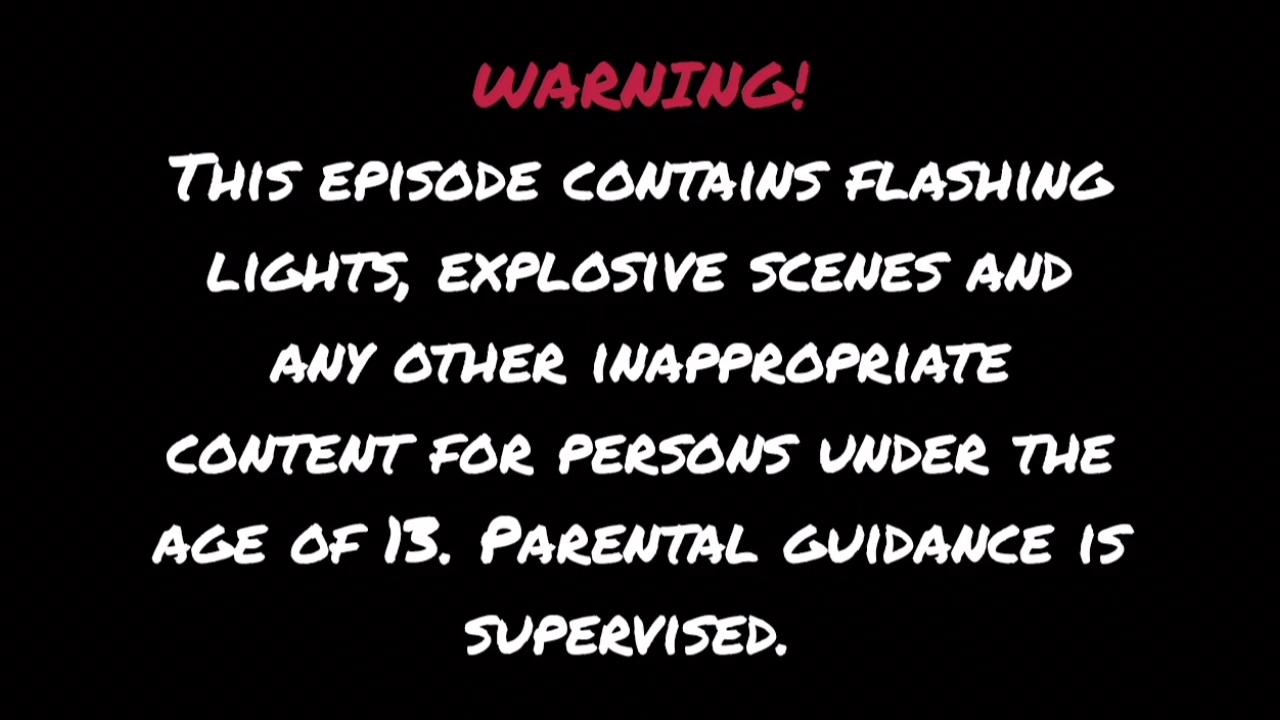 WARNING!
THIS EPISODE CONTAINS FLASHING
LIGHTS, EXPLOSIVE SCENES AND
ANY OTHER INAPPROPRIATE
CONTENT FOR PERSONS UNDER THE
AGE OF 13. PARENTAL GUIDANCE IS
SUPERVISED.